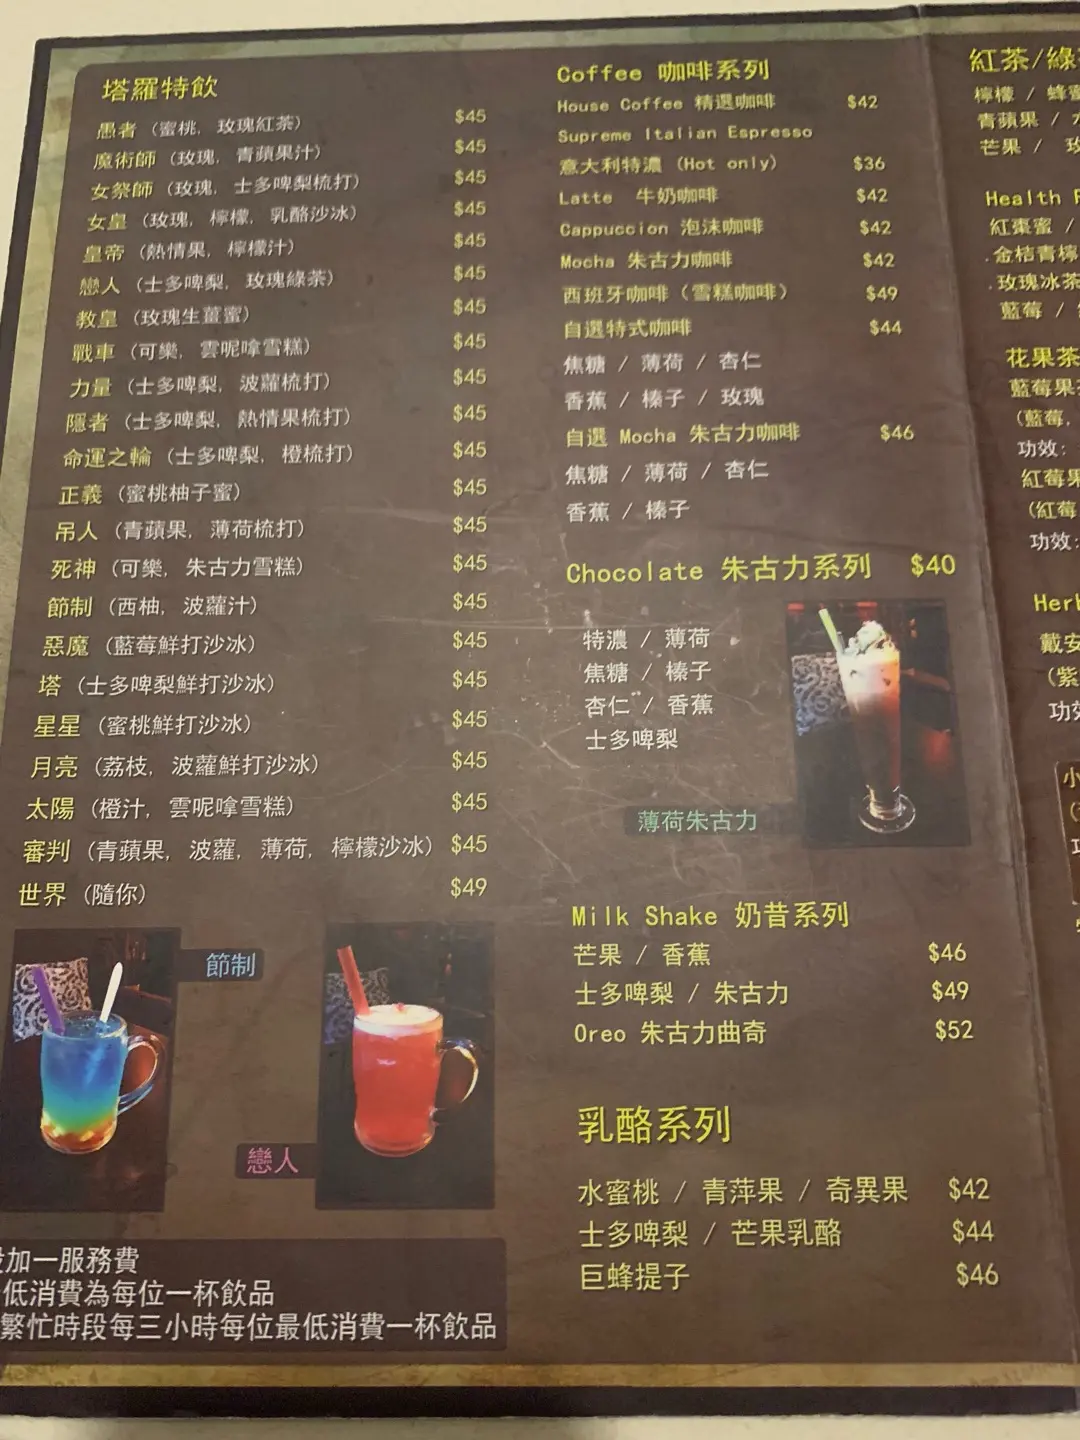 塔羅特飲
愚者 (蜜桃, 玫瑰紅茶) $45
魔術師 (玫瑰, 青蘋果汁) $45
女祭師 (玫瑰, 士多啤梨梳打) $45
女皇 (玫瑰, 檸檬, 乳酪沙冰) $45
皇帝 (熱情果, 檸檬汁) $45
戀人 (士多啤梨, 玫瑰綠茶) $45
教皇 (玫瑰生薑蜜) $45
戰車 (可樂, 雲呢嗱雪糕) $45
力量 (士多啤梨, 波蘿梳打) $45
隱者 (士多啤梨, 熱情果梳打) $45
命運之輪 (士多啤梨, 橙梳打) $45
正義 (蜜桃柚子蜜) $45
吊人 (青蘋果, 薄荷梳打) $45
死神 (可樂, 朱古力雪糕) $45
節制 (西柚, 波蘿汁) $45
惡魔 (藍莓鮮打沙冰) $45
塔 (士多啤梨鮮打沙冰) $45
星星 (蜜桃鮮打沙冰) $45
月亮 (荔枝, 波蘿鮮打沙冰) $45
太陽 (橙汁, 雲呢嗱雪糕) $45
審判 (青蘋果, 波蘿, 薄荷, 檸檬沙冰) $45
世界 (隨你) $49
節制
戀人
加一服務費
低消費為每位一杯飲品
繁忙時段每三小時每位最低消費一杯飲品
Coffee 咖啡系列
House Coffee 精選咖啡 $42
Supreme Italian Espresso
意大利特濃 (Hot only) $36
Latte 牛奶咖啡 $42
Cappuccion 泡沫咖啡 $42
Mocha 朱古力咖啡 $42
西班牙咖啡 (雪糕咖啡) $49
自選特式咖啡 $44
焦糖 / 薄荷 / 杏仁
香蕉 / 榛子 / 玫瑰
自選 Mocha 朱古力咖啡 $46
焦糖 / 薄荷 / 杏仁
香蕉 / 榛子
Chocolate 朱古力系列 $40
特濃 / 薄荷
焦糖 / 榛子
杏仁 / 香蕉
士多啤梨
薄荷朱古力
Milk Shake 奶昔系列
芒果 / 香蕉 $46
士多啤梨 / 朱古力 $49
Oreo 朱古力曲奇 $52
乳酪系列
水蜜桃 / 青萍果 / 奇異果 $42
士多啤梨 / 芒果乳酪 $44
巨蜂提子 $46
紅茶/綠
檸檬 / 蜂蜜
青蘋果 /
芒果 /
Health
紅棗蜜 /
.金桔青檸
.玫瑰冰茶
藍莓 /
花果茶
藍莓果
(藍莓,
功效:
紅莓果
(紅莓
功效:
Her
戴安
(紫
功效
小